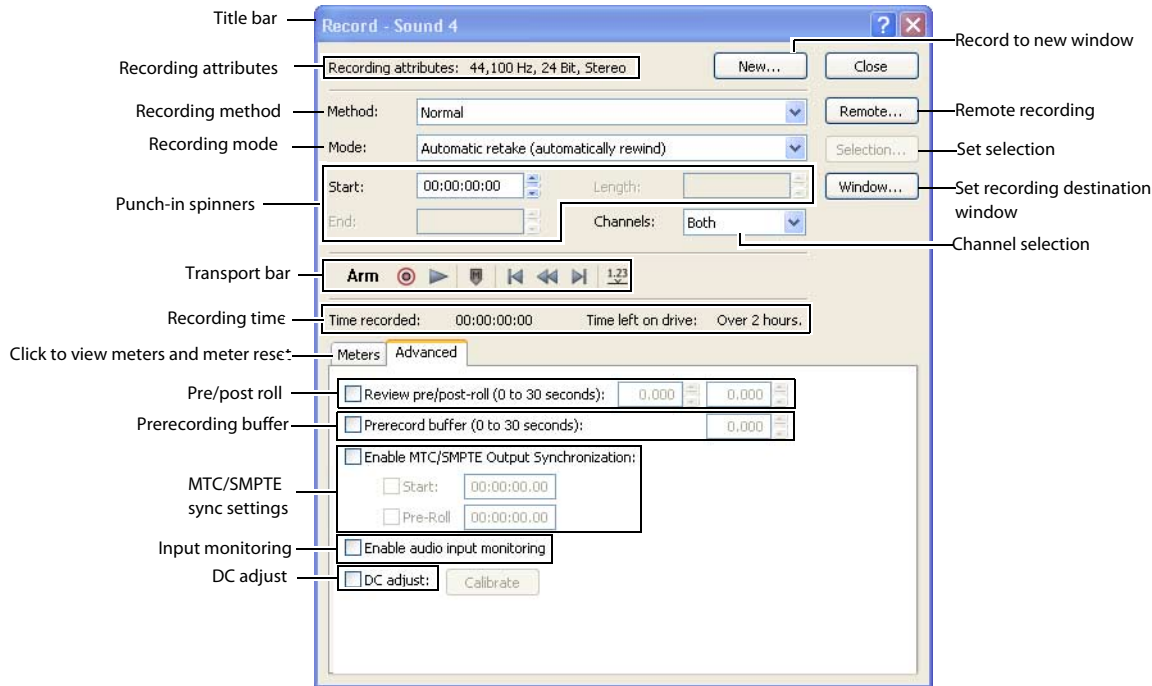 Title bar
Record - Sound 4
?
Record to new window
Recording attributes
Recording attributes: 44,100 Hz, 24 Bit, Stereo
New...
Close
Recording method
Method:
Normal
Remote...
Remote recording
Recording mode
Mode:
Automatic retake (automatically rewind)
Selection...
Set selection
Punch-in spinners
Start:
00:00:00:00
Length:
Window...
Set recording destination
window
End:
Channels:
Both
Channel selection
Transport bar
Arm
M
1.23
Recording time
Time recorded: 00:00:00:00
Time left on drive: Over 2 hours.
Click to view meters and meter reset
Meters
Advanced
Pre/post roll
Review pre/post-roll (0 to 30 seconds):
0.000
0.000
Prerecording buffer
Prerecord buffer (0 to 30 seconds):
0.000
Enable MTC/SMPTE Output Synchronization:
MTC/SMPTE
sync settings
Start:
00:00:00.00
Pre-Roll
00:00:00.00
Input monitoring
Enable audio input monitoring
DC adjust
DC adjust:
Calibrate